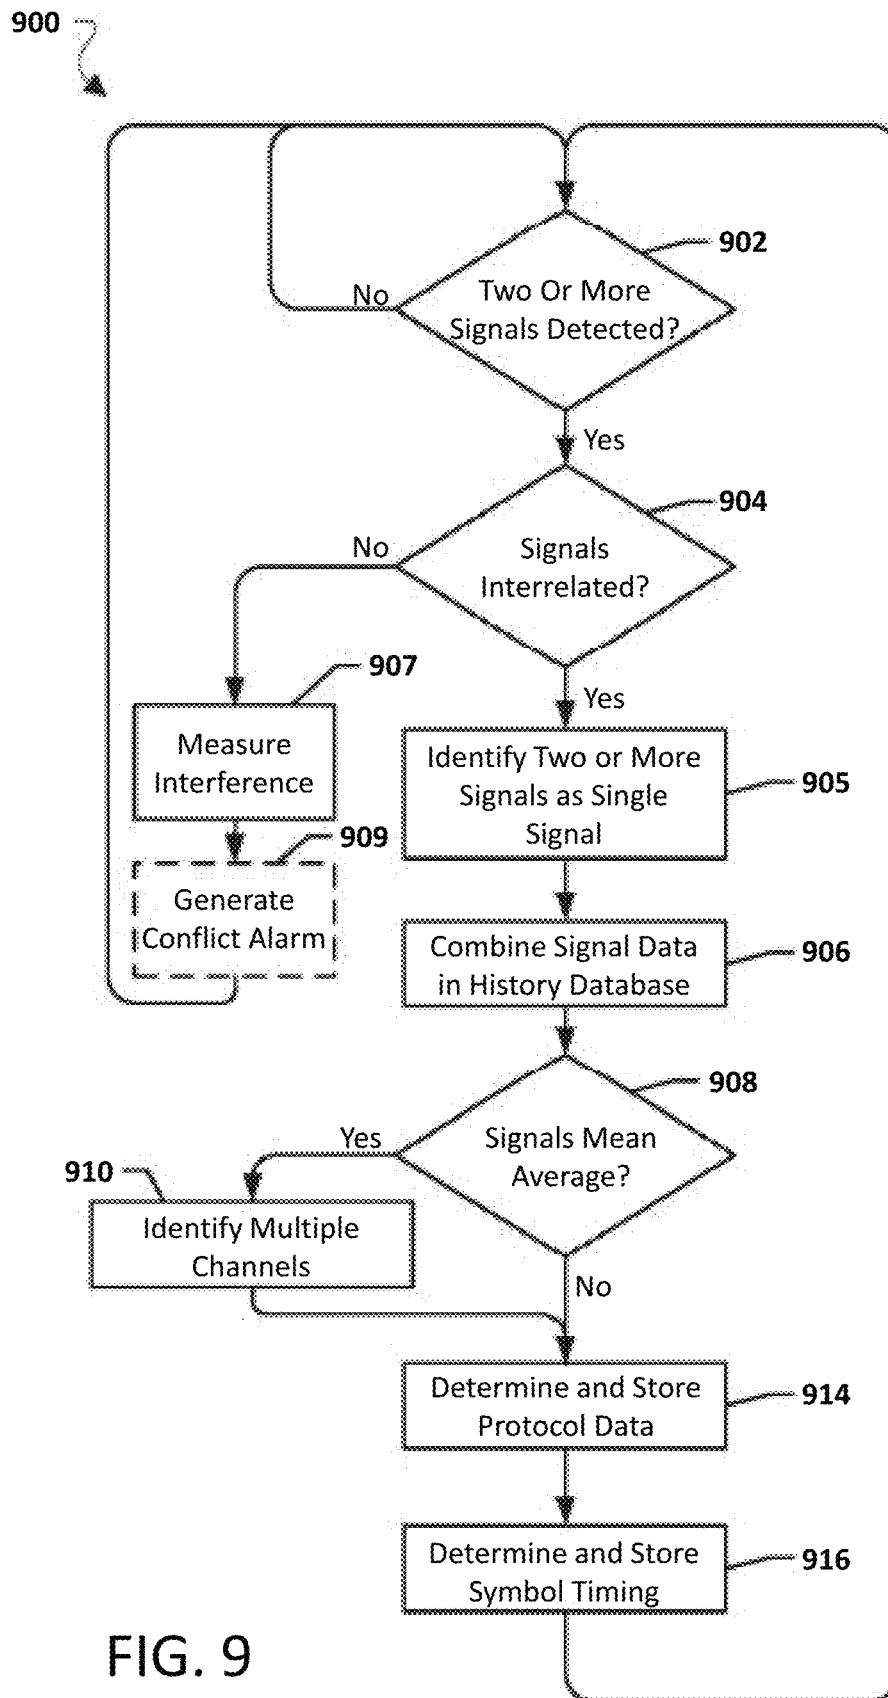 900
902
Two Or More
Signals Detected?
No
Yes
904
Signals
Interrelated?
No
Yes
907
Measure
Interference
905
Identify Two or More
Signals as Single
Signal
909
Generate
Conflict Alarm
906
Combine Signal Data
in History Database
908
Signals Mean
Average?
Yes
No
910
Identify Multiple
Channels
914
Determine and Store
Protocol Data
916
Determine and Store
Symbol Timing
FIG. 9